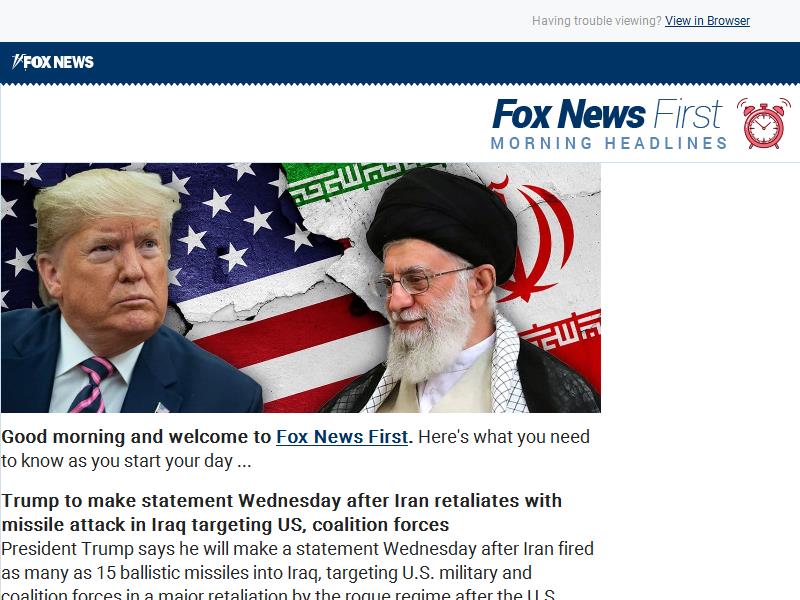 Having trouble viewing? View in Browser
FOX NEWS
Fox News First
MORNING HEADLINES
Good morning and welcome to Fox News First. Here's what you need
to know as you start your day ...
Trump to make statement Wednesday after Iran retaliates with
missile attack in Iraq targeting US, coalition forces
President Trump says he will make a statement Wednesday after Iran fired
as many as 15 ballistic missiles into Iraq, targeting U.S. military and
coalition forces in a major retaliation by the rogue regime after the U.S.